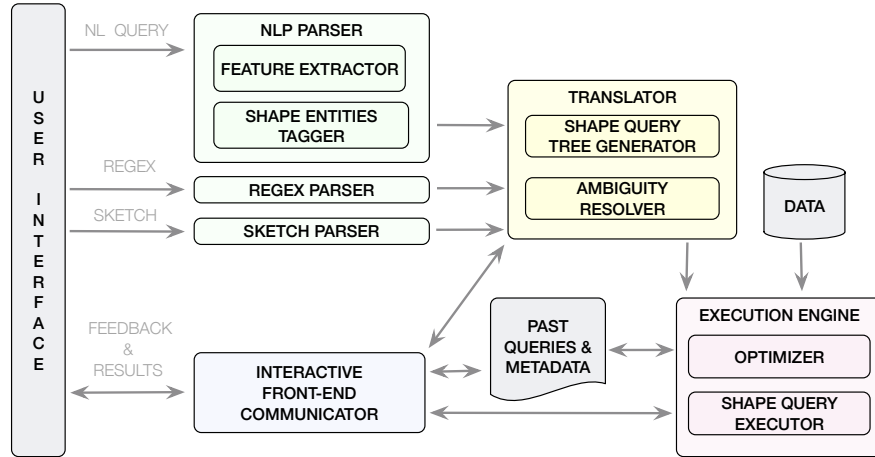 USER INTERFACE
NL QUERY
NLP PARSER
FEATURE EXTRACTOR
SHAPE ENTITIES
TAGGER
REGEX
REGEX PARSER
SKETCH
SKETCH PARSER
TRANSLATOR
SHAPE QUERY
TREE GENERATOR
AMBIGUITY
RESOLVER
DATA
FEEDBACK
&
RESULTS
INTERACTIVE
FRONT-END
COMMUNICATOR
PAST
QUERIES &
METADATA
EXECUTION ENGINE
OPTIMIZER
SHAPE QUERY
EXECUTOR